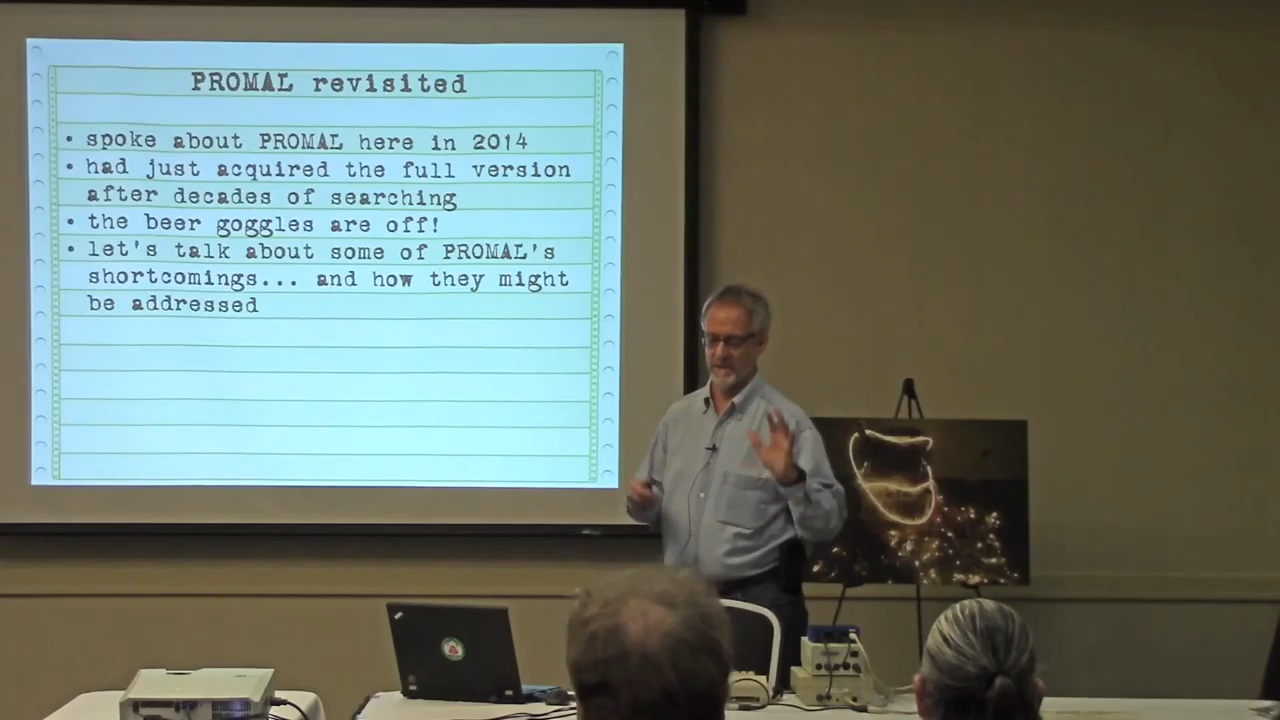 PROMAL revisited
• spoke about PROMAL here in 2014
• had just acquired the full version
after decades of searching
• the beer goggles are off!
• let's talk about some of PROMAL's
shortcomings... and how they might
be addressed